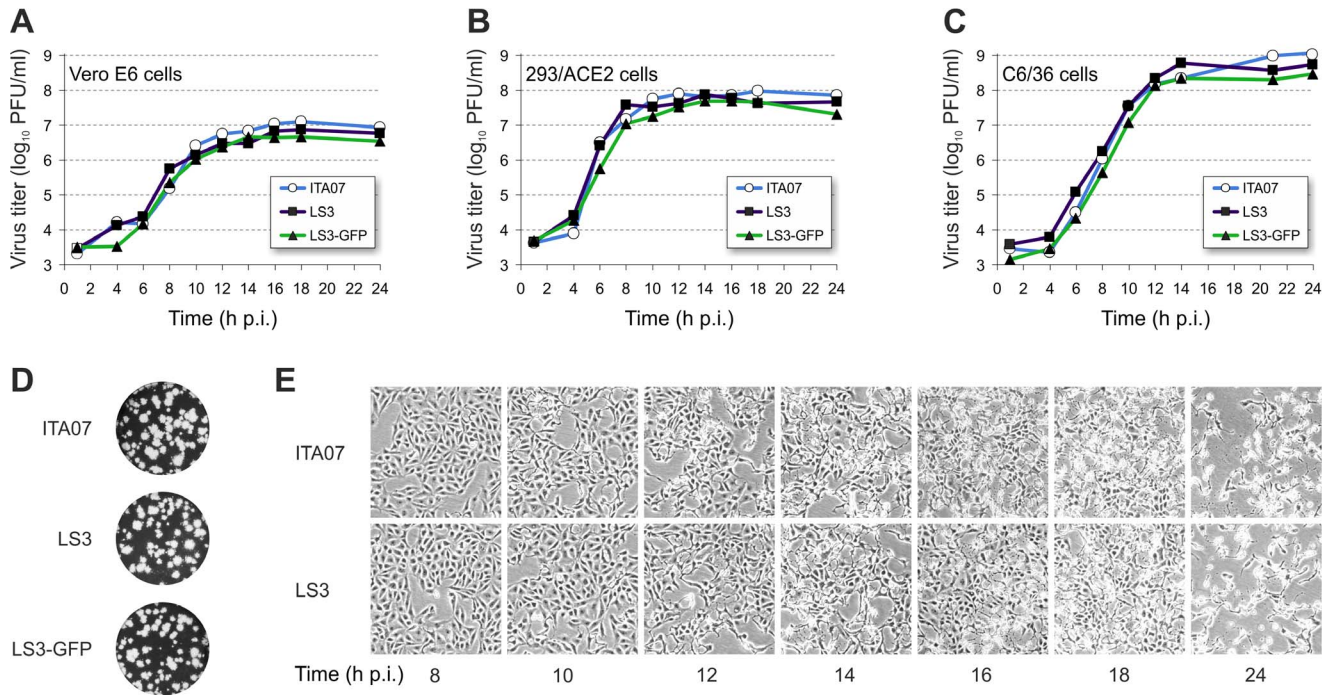 A
B
C
Virus titer (log10 PFU/ml)
9
8
7
6
5
4
3
Vero E6 cells
ITA07
LS3
LS3-GFP
0 2 4 6 8 10 12 14 16 18 20 22 24
Time (h p.i.)
Virus titer (log10 PFU/ml)
9
8
7
6
5
4
3
293/ACE2 cells
ITA07
LS3
LS3-GFP
0 2 4 6 8 10 12 14 16 18 20 22 24
Time (h p.i.)
Virus titer (log10 PFU/ml)
9
8
7
6
5
4
3
C6/36 cells
ITA07
LS3
LS3-GFP
0 2 4 6 8 10 12 14 16 18 20 22 24
Time (h p.i.)
D
ITA07
LS3
LS3-GFP
E
ITA07
LS3
Time (h p.i.) 8 10 12 14 16 18 24